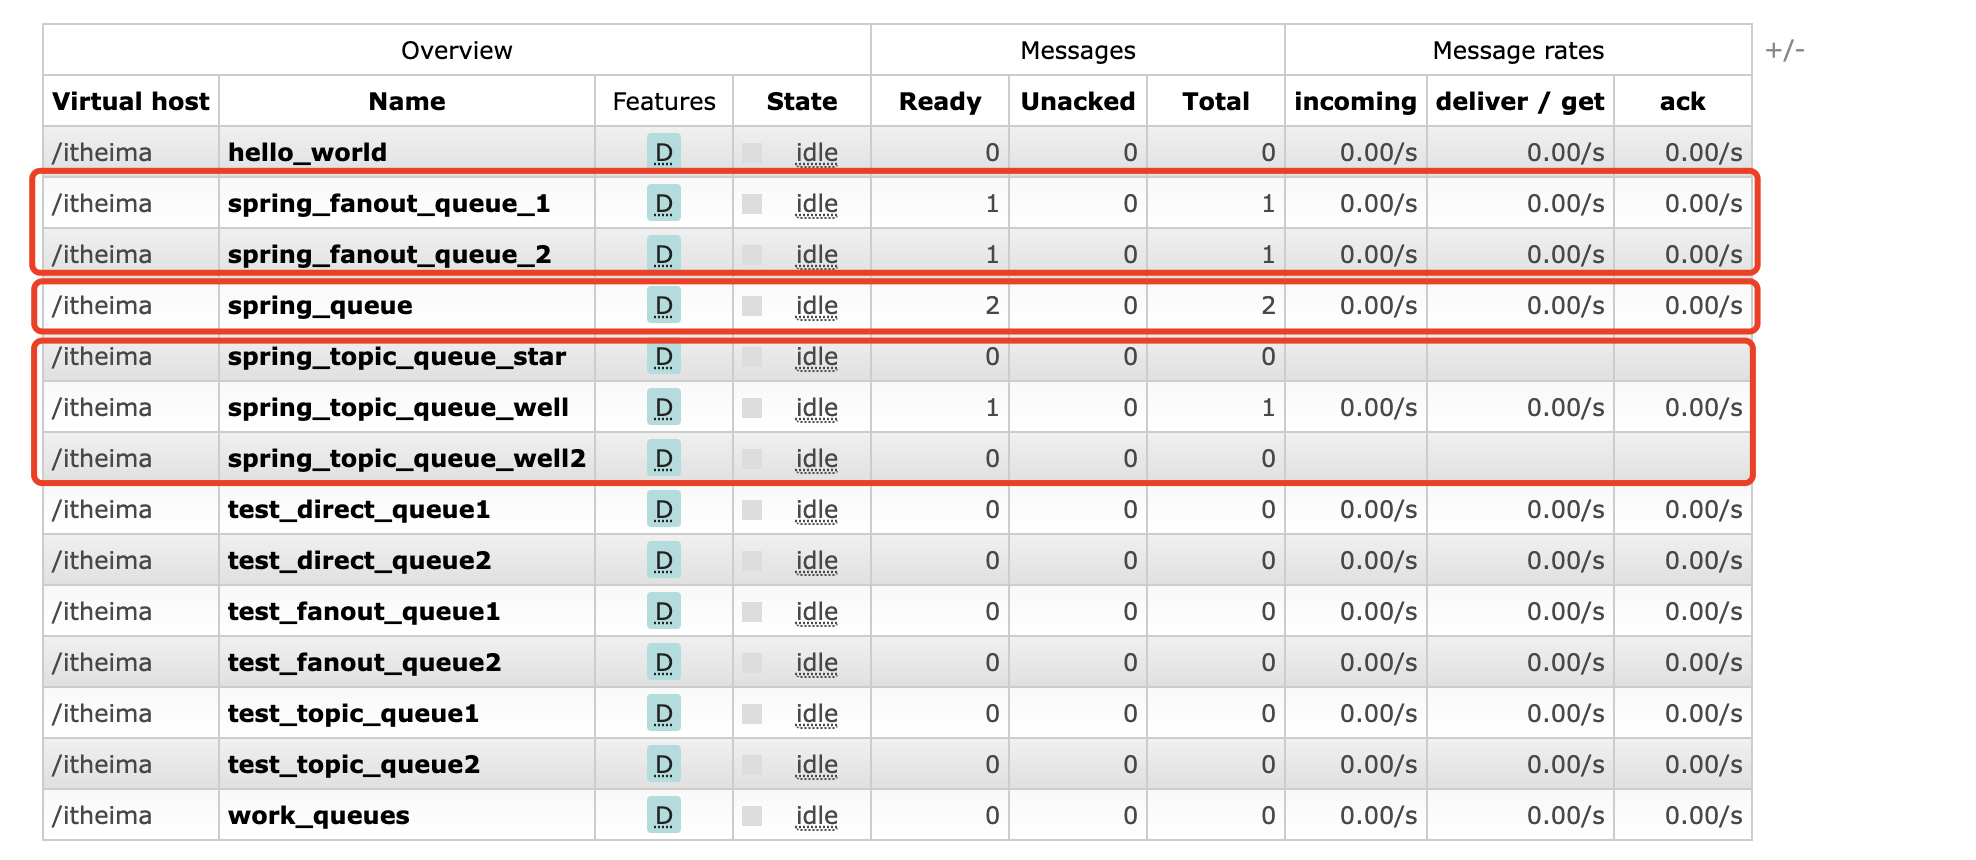 Overview Messages Message rates +/-
Virtual host Name Features State Ready Unacked Total incoming deliver / get ack
/itheima hello_world D idle 0 0 0 0.00/s 0.00/s 0.00/s
/itheima spring_fanout_queue_1 D idle 1 0 1 0.00/s 0.00/s 0.00/s
/itheima spring_fanout_queue_2 D idle 1 0 1 0.00/s 0.00/s 0.00/s
/itheima spring_queue D idle 2 0 2 0.00/s 0.00/s 0.00/s
/itheima spring_topic_queue_star D idle 0 0 0
/itheima spring_topic_queue_well D idle 1 0 1 0.00/s 0.00/s 0.00/s
/itheima spring_topic_queue_well2 D idle 0 0 0
/itheima test_direct_queue1 D idle 0 0 0 0.00/s 0.00/s 0.00/s
/itheima test_direct_queue2 D idle 0 0 0 0.00/s 0.00/s 0.00/s
/itheima test_fanout_queue1 D idle 0 0 0 0.00/s 0.00/s 0.00/s
/itheima test_fanout_queue2 D idle 0 0 0 0.00/s 0.00/s 0.00/s
/itheima test_topic_queue1 D idle 0 0 0 0.00/s 0.00/s 0.00/s
/itheima test_topic_queue2 D idle 0 0 0 0.00/s 0.00/s 0.00/s
/itheima work_queues D idle 0 0 0 0.00/s 0.00/s 0.00/s